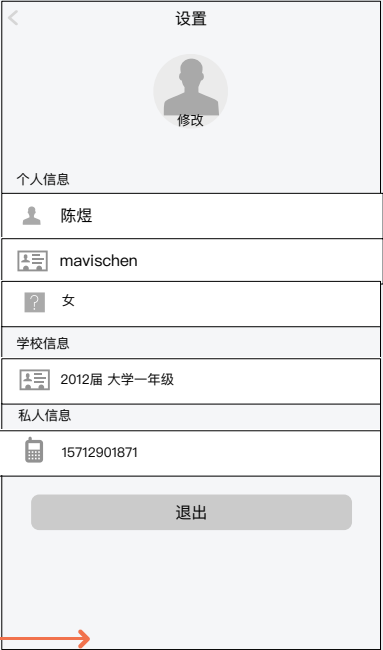 设置
修改
个人信息
陈煜
mavischen
女
学校信息
2012届 大学一年级
私人信息
15712901871
退出